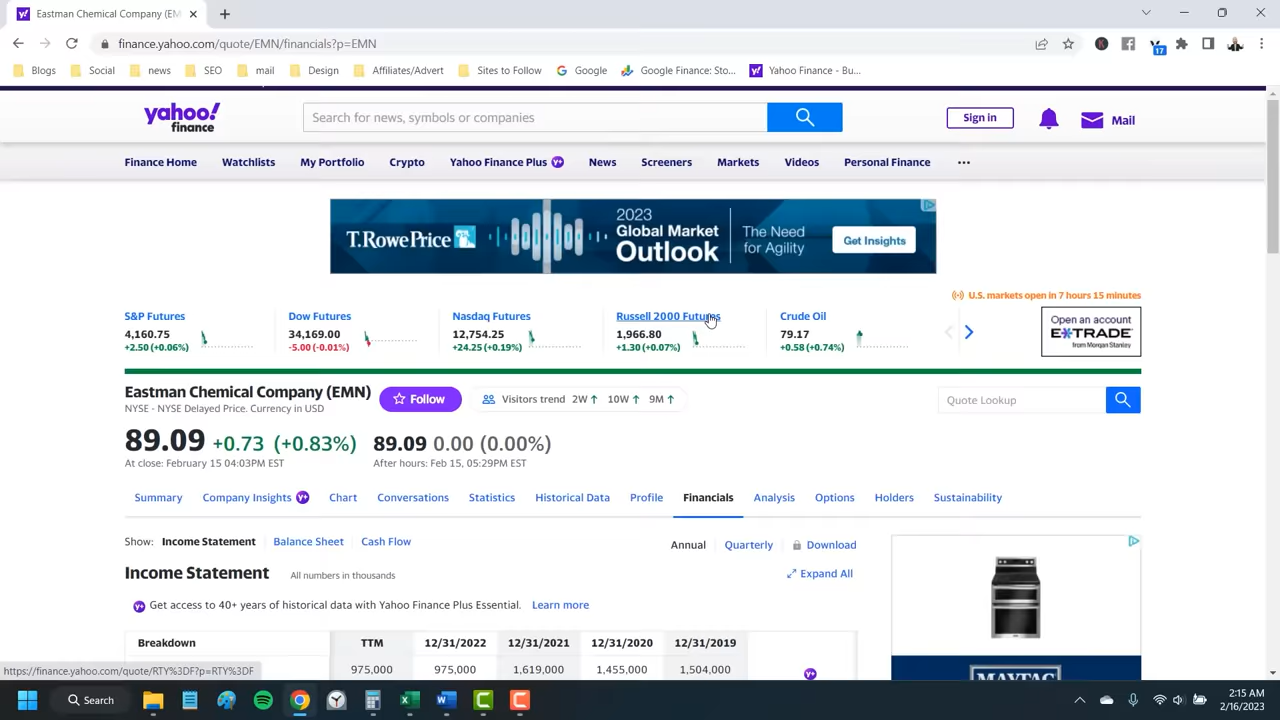 Eastman Chemical Company (EM
finance.yahoo.com/quote/EMN/financials?p=EMN
17
Blogs Social news SEO mail Design Affiliates/Advert Sites to Follow Google Google Finance: Sto... Yahoo Finance - Bu...
yahoo!
finance
Search for news, symbols or companies
Sign in
Mail
Finance Home Watchlists My Portfolio Crypto Yahoo Finance Plus News Screeners Markets Videos Personal Finance ...
T.RowePrice
2023
Global Market
Outlook
The Need
for Agility
Get Insights
U.S. markets open in 7 hours 15 minutes
S&P Futures
4,160.75
+2.50 (+0.06%)
Dow Futures
34,169.00
-5.00 (-0.01%)
Nasdaq Futures
12,754.25
+24.25 (+0.19%)
Russell 2000 Futures
1,966.80
+1.30 (+0.07%)
Crude Oil
79.17
+0.58 (+0.74%)
Open an account
E*TRADE
from Morgan Stanley
Eastman Chemical Company (EMN)
NYSE - NYSE Delayed Price. Currency in USD
Follow
Visitors trend 2W 10W 9M
Quote Lookup
89.09 +0.73 (+0.83%)
At close: February 15 04:03PM EST
89.09 0.00 (0.00%)
After hours: Feb 15, 05:29PM EST
Summary Company Insights Chart Conversations Statistics Historical Data Profile Financials Analysis Options Holders Sustainability
Show: Income Statement Balance Sheet Cash Flow
Annual Quarterly Download
Income Statement All numbers in thousands
Expand All
Get access to 40+ years of historical data with Yahoo Finance Plus Essential. Learn more
Breakdown TTM 12/31/2022 12/31/2021 12/31/2020 12/31/2019
975,000 975,000 1,619,000 1,455,000 1,504,000
MAYTAG
https://finance.yahoo.com/quote/RTY%3DF?p=RTY%3DF
Search
2:15 AM
2/16/2023